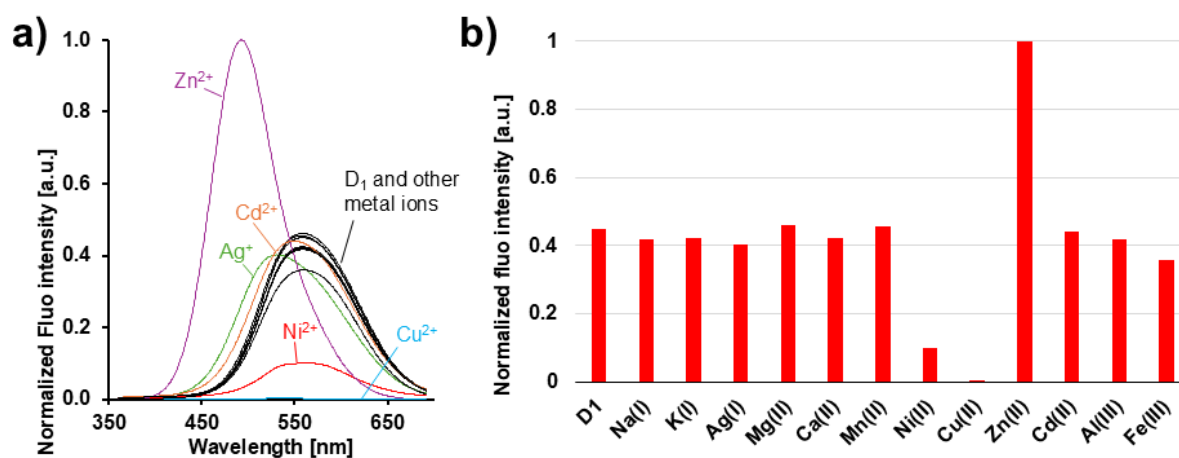 a)
Normalized Fluo intensity [a.u.]
1.0
0.8
0.6
0.4
0.2
0.0
Zn²⁺
D₁ and other
metal ions
Cd²⁺
Ag⁺
Ni²⁺
Cu²⁺
350
450
550
650
Wavelength [nm]
b)
Normalized fluo intensity [a.u.]
1
0.8
0.6
0.4
0.2
0
D1
Na(I)
K(I)
Ag(I)
Mg(II)
Ca(II)
Mn(II)
Ni(II)
Cu(II)
Zn(II)
Cd(II)
Al(III)
Fe(III)